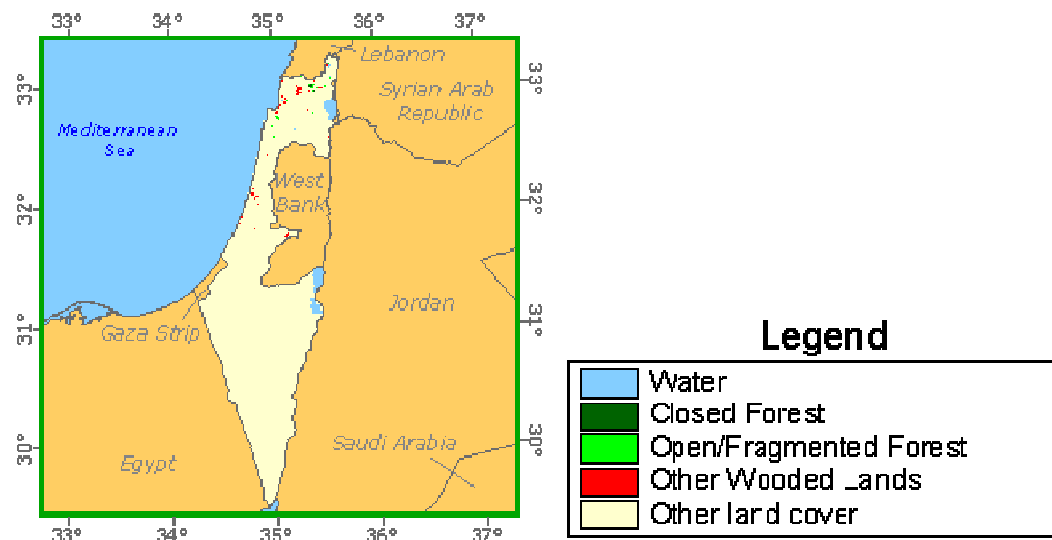 33° 34° 35° 36° 37°
Lebanon
33° 33°
Syrian Arab
Republic
Mediterranean
Sea
West
Bank
32° 32°
Jordan
31° 31°
Gaza Strip
Saudi Arabia
30° 30°
Egypt
33° 34° 35° 36° 37°
Legend
Water
Closed Forest
Open/Fragmented Forest
Other Wooded Lands
Other land cover